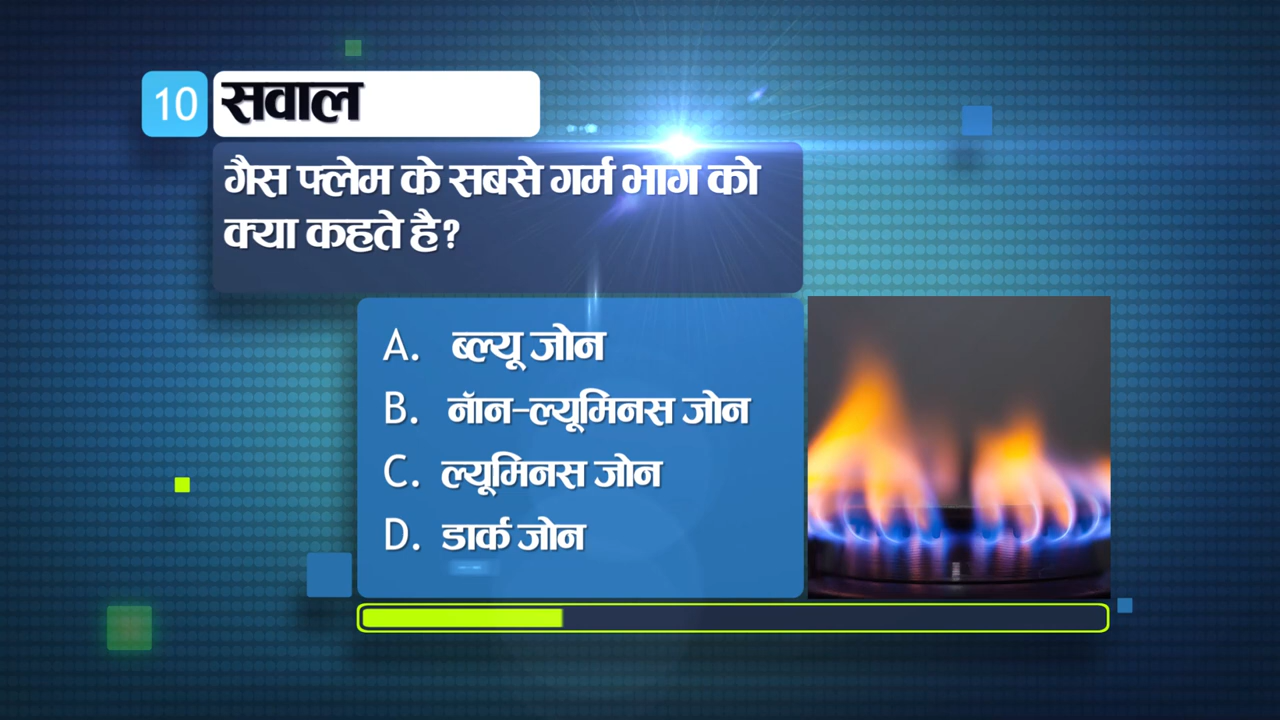 10 सवाल
गैस फ्लेम के सबसे गर्म भाग को
क्या कहते है?
A. ब्ल्यू जोन
B. नॉन-ल्यूमिनस जोन
C. ल्यूमिनस जोन
D. डार्क जोन